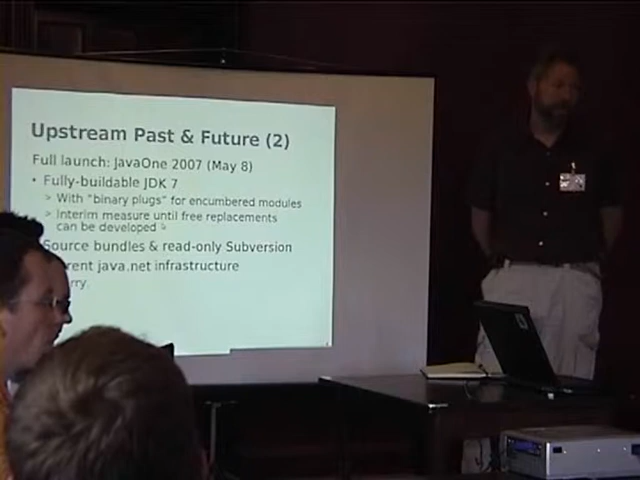 Upstream Past & Future (2)
Full launch: JavaOne 2007 (May 8)
• Fully-buildable JDK 7
> With "binary plugs" for encumbered modules
> Interim measure until free replacements
can be developed
Source bundles & read-only Subversion
java.net infrastructure